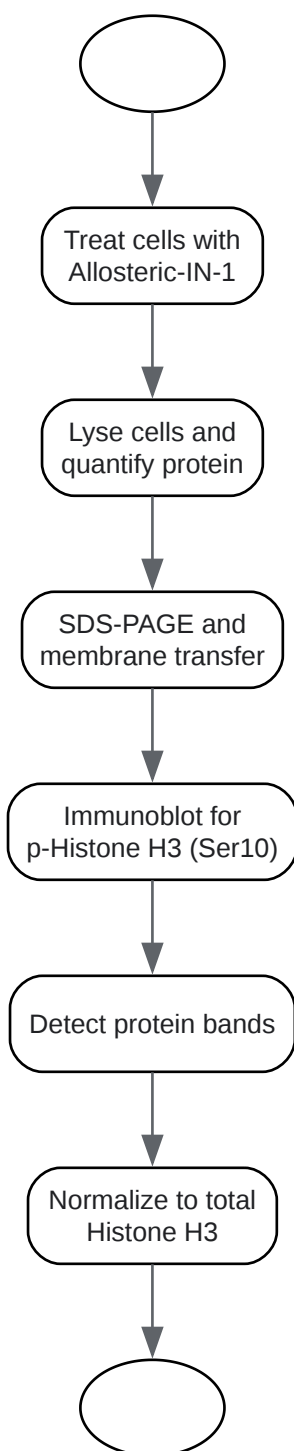 Treat cells with
Allosteric-IN-1
Lyse cells and
quantify protein
SDS-PAGE and
membrane transfer
Immunoblot for
p-Histone H3 (Ser10)
Detect protein bands
Normalize to total
Histone H3